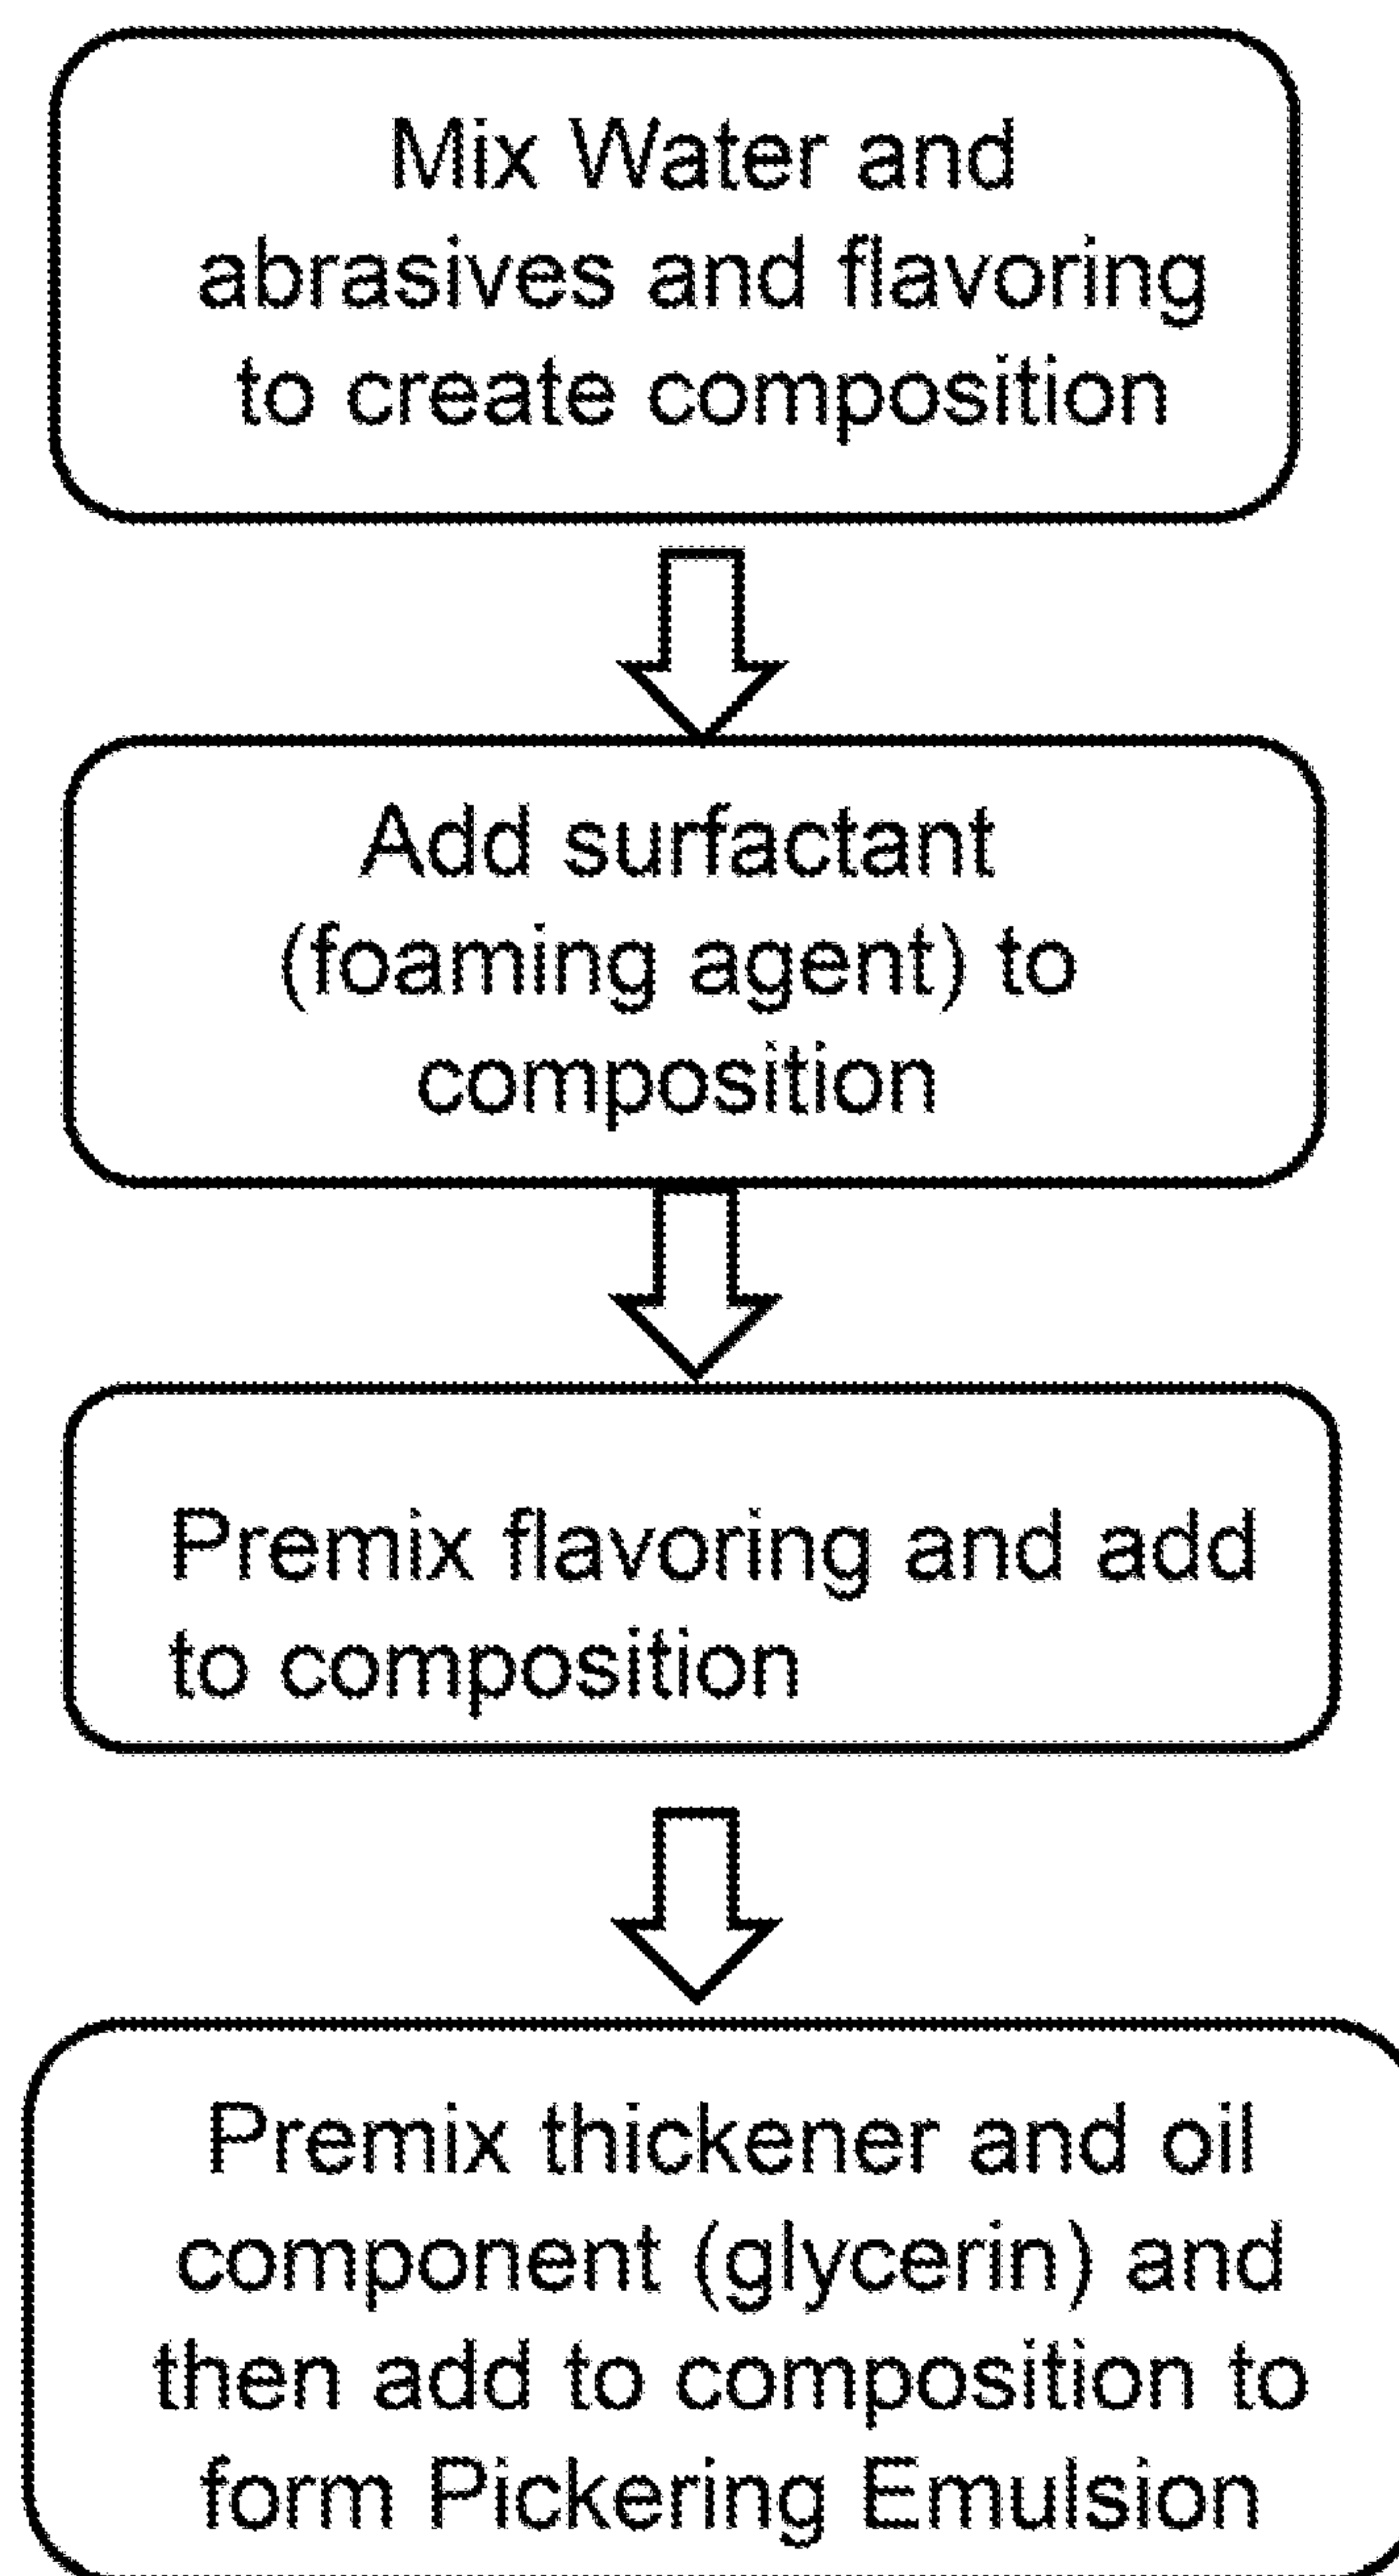 Mix Water and
abrasives and flavoring
to create composition
Add surfactant
(foaming agent) to
composition
Premix flavoring and add
to composition
Premix thickener and oil
component (glycerin) and
then add to composition to
form Pickering Emulsion